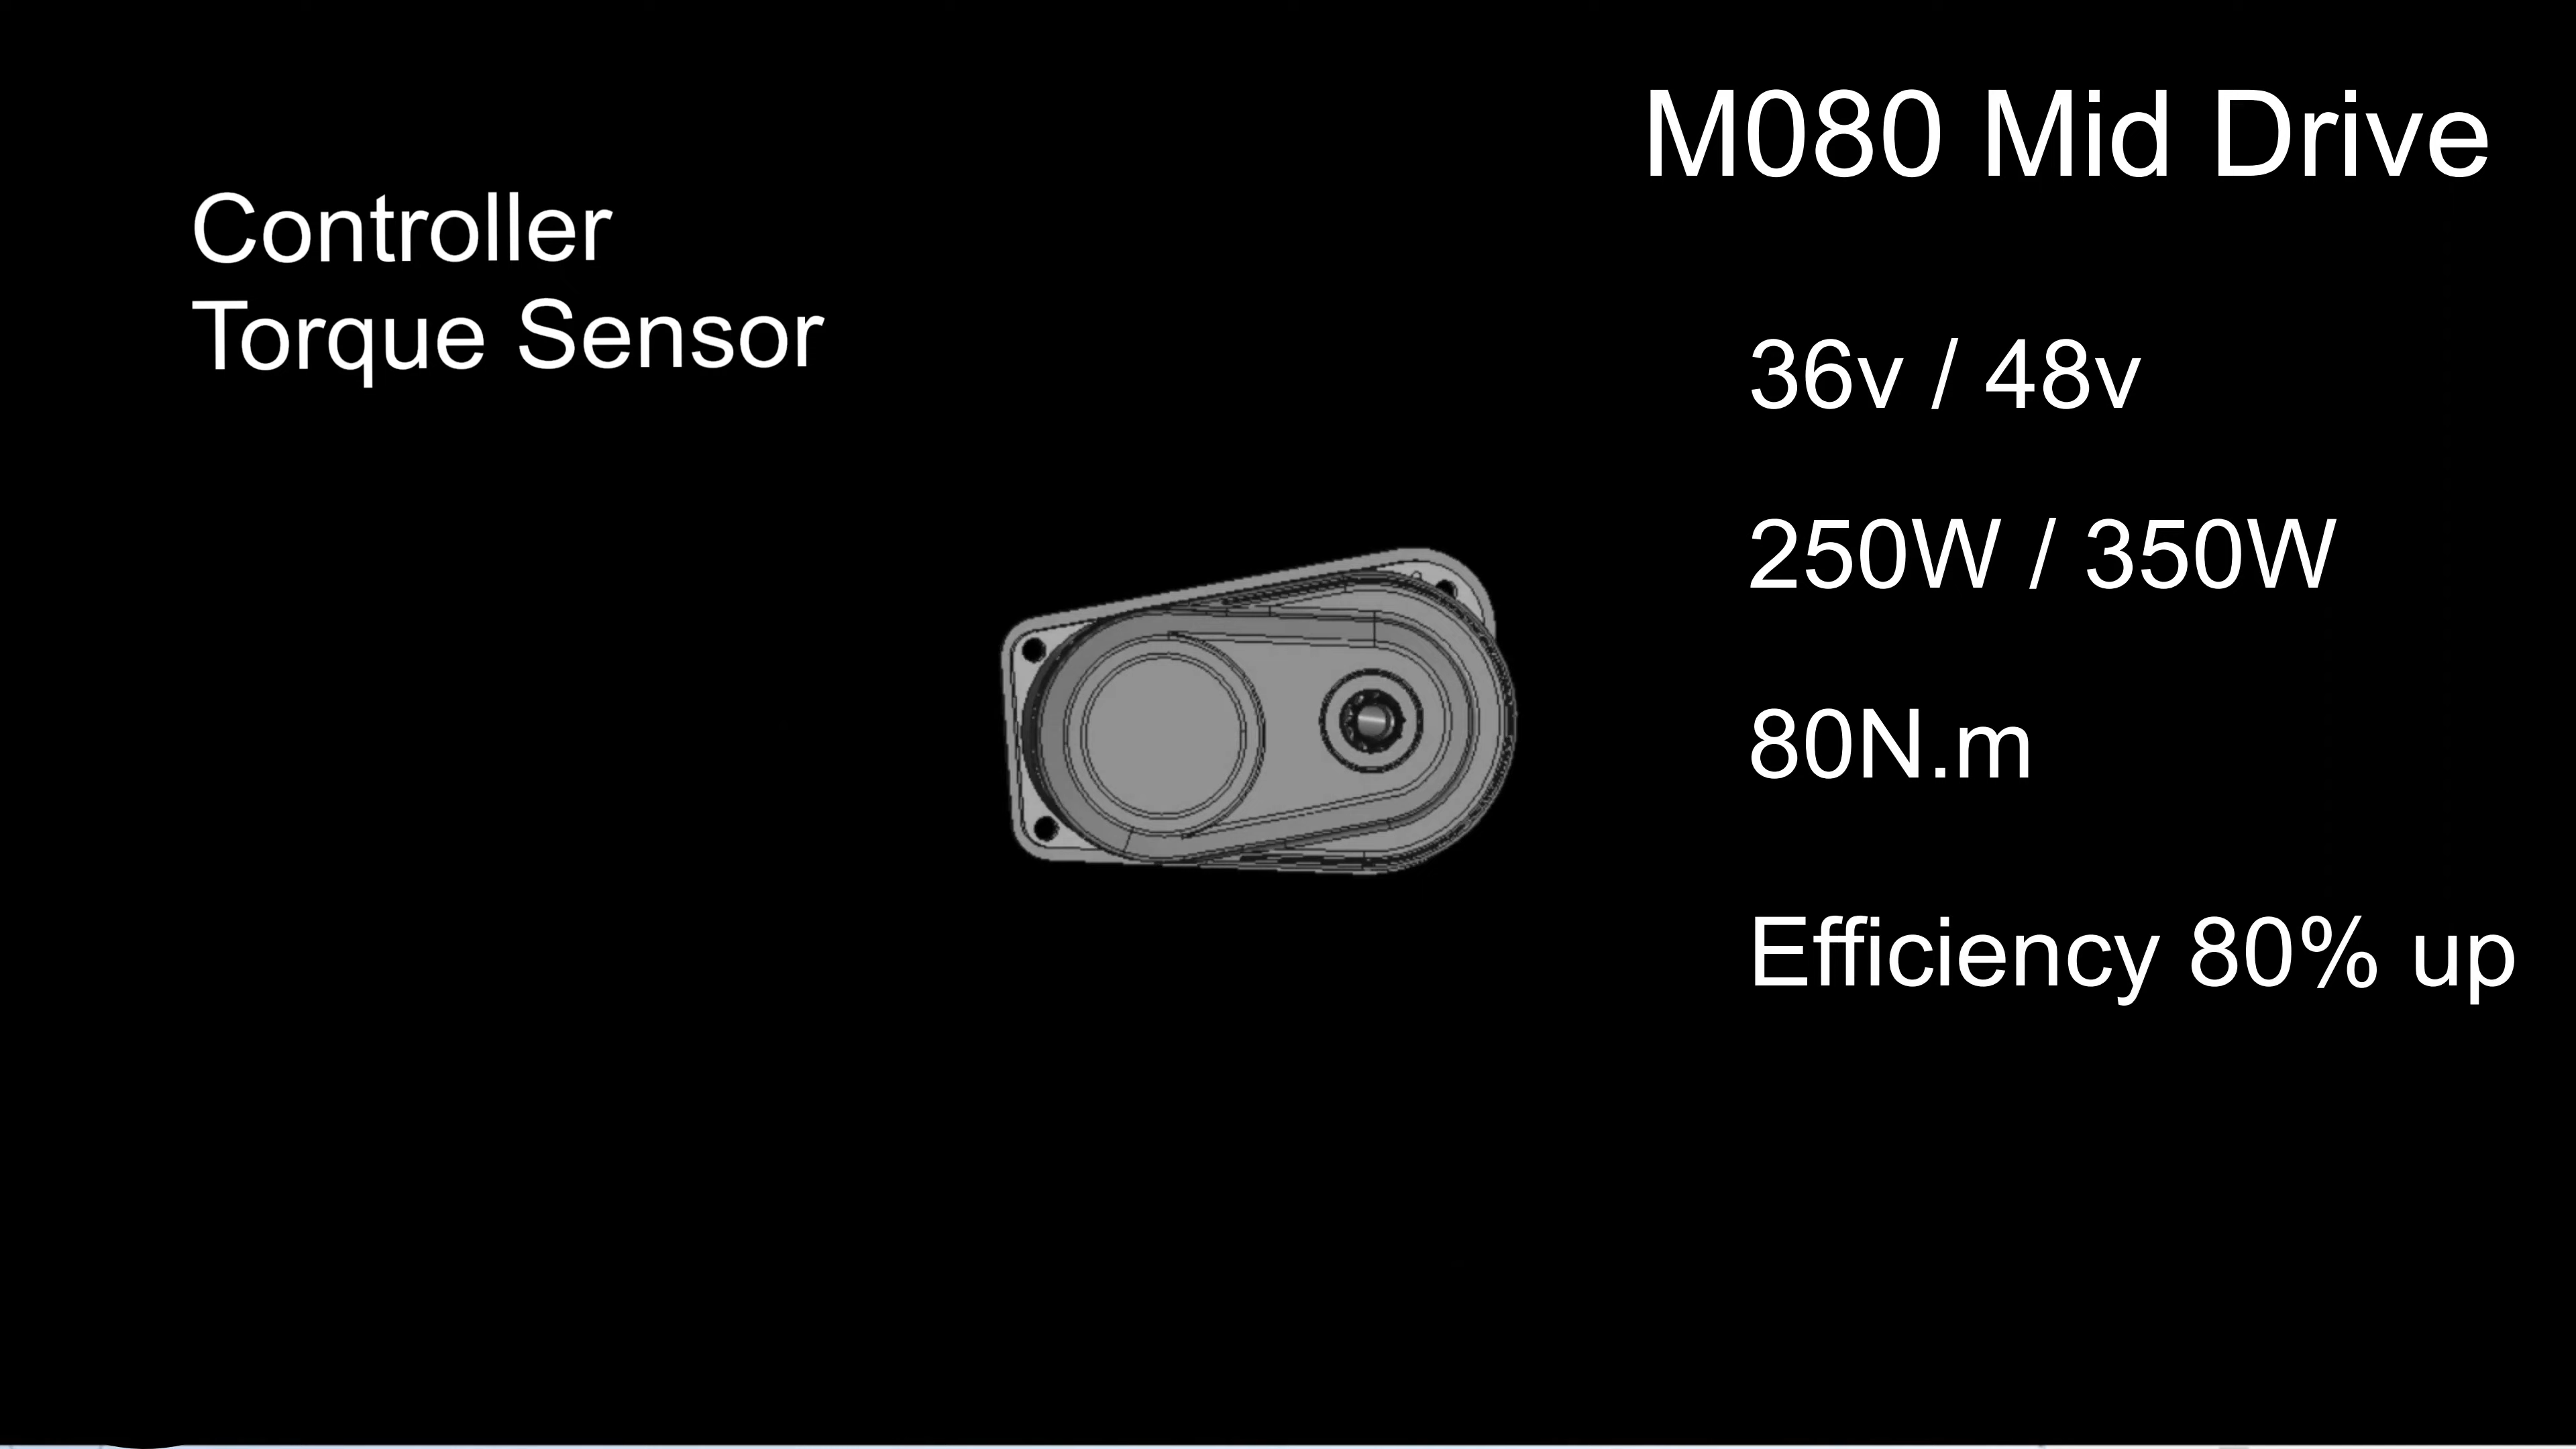 M080 Mid Drive
Controller
Torque Sensor
36v / 48v
250W / 350W
80N.m
Efficiency 80% up